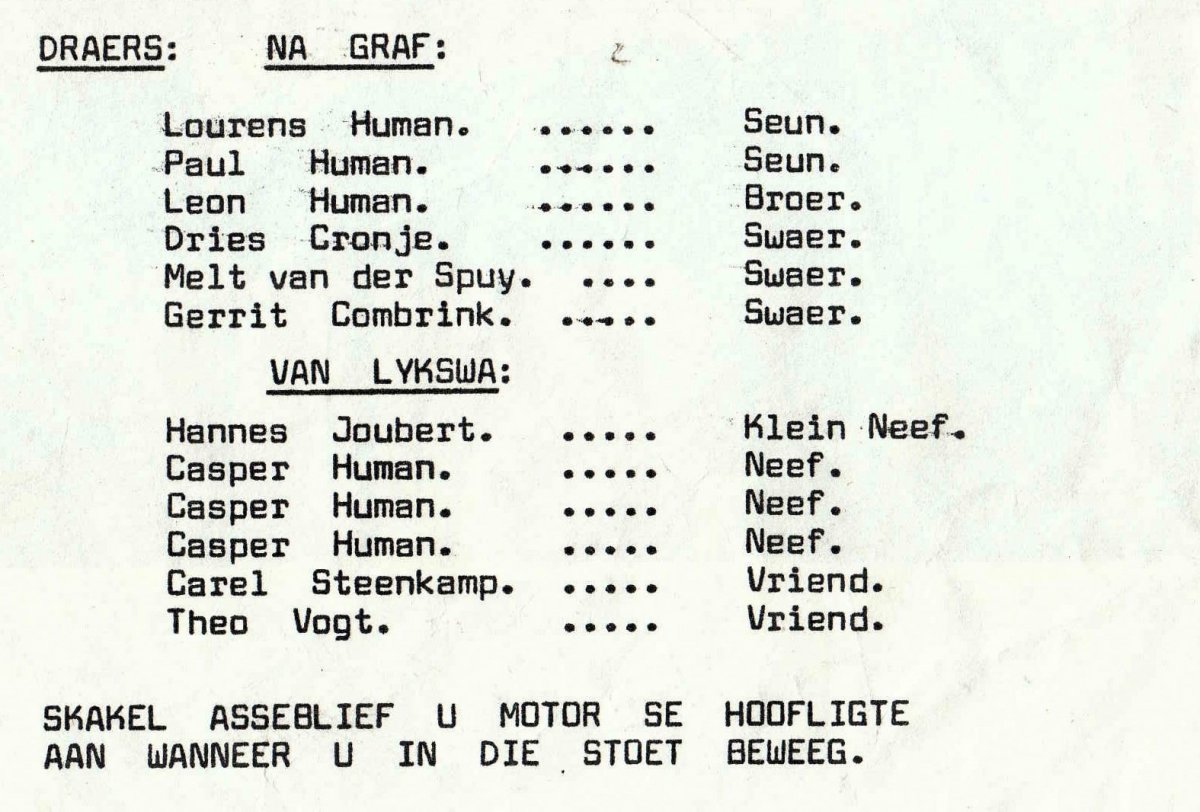 DRAERS: NA GRAF:
Lourens Human. ...... Seun.
Paul Human. ...... Seun.
Leon Human. ...... Broer.
Dries Cronje. ...... Swaer.
Melt van der Spuy. .... Swaer.
Gerrit Combrink. ..... Swaer.
VAN LYKSWA:
Hannes Joubert. ..... Klein Neef.
Casper Human. ..... Neef.
Casper Human. ..... Neef.
Casper Human. ..... Neef.
Carel Steenkamp. ..... Vriend.
Theo Vogt. ..... Vriend.
SKAKEL ASSEBLIEF U MOTOR SE HOOFLIGTE
AAN WANNEER U IN DIE STOET BEWEEG.